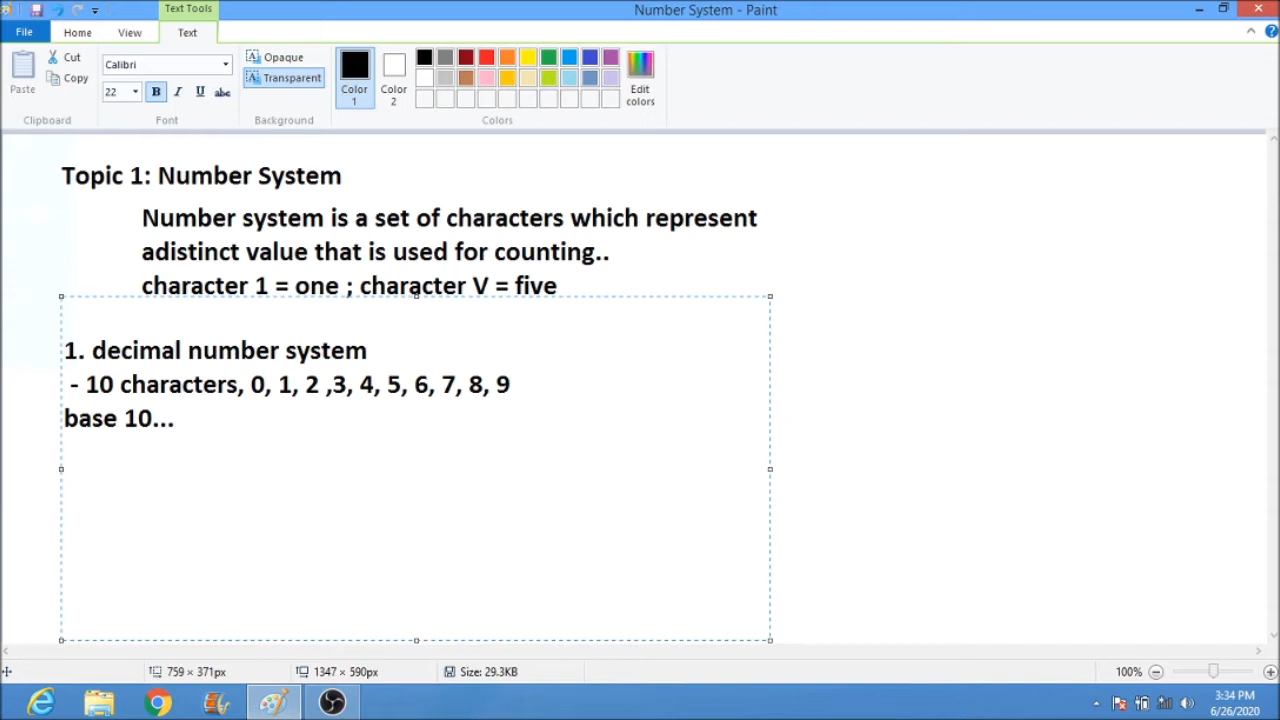 Text Tools
Number System - Paint
File
Home
View
Text
Paste
Cut
Copy
Clipboard
Calibri
22
B
I
U
abc
Font
Opaque
Transparent
Background
Color 1
Color 2
Edit colors
Colors
Topic 1: Number System
Number system is a set of characters which represent
adistinct value that is used for counting..
character 1 = one ; character V = five
1. decimal number system
- 10 characters, 0, 1, 2 ,3, 4, 5, 6, 7, 8, 9
base 10...
759 × 371px
1347 × 590px
Size: 29.3KB
100%
3:34 PM
6/26/2020